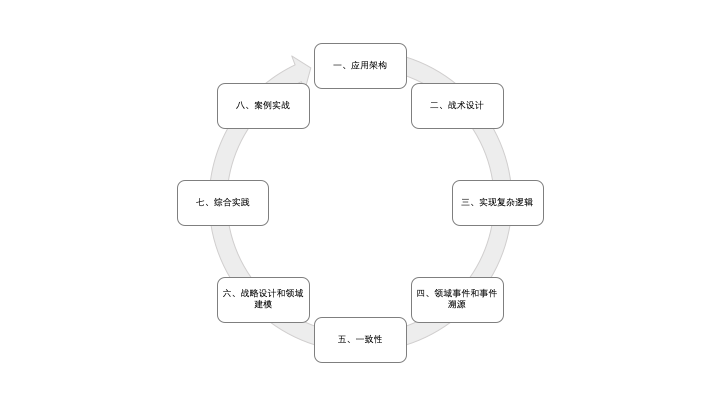 一、应用架构
二、战术设计
三、实现复杂逻辑
四、领域事件和事件
溯源
五、一致性
六、战略设计和领域
建模
七、综合实践
八、案例实战